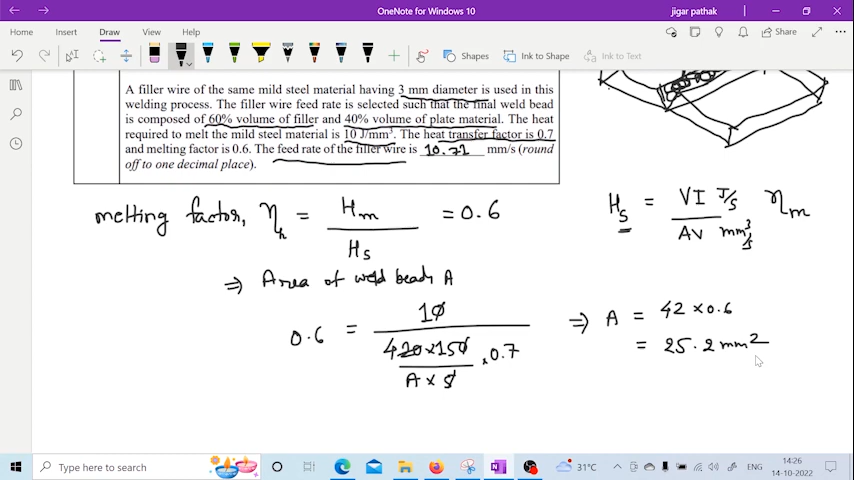 OneNote for Windows 10
jigar pathak
Home Insert Draw View Help
Share
Shapes
Ink to Shape
Ink to Text
A filler wire of the same mild steel material having 3 mm diameter is used in this
welding process. The filler wire feed rate is selected such that the final weld bead
is composed of 60% volume of filler and 40% volume of plate material. The heat
required to melt the mild steel material is 10 J/mm³. The heat transfer factor is 0.7
and melting factor is 0.6. The feed rate of the filler wire is 10.71 mm/s (round
off to one decimal place).
melting factor, ηh = Hm / Hs = 0.6
Hs = VI J/s / AV mm³/s ηm
⇒ Area of weld bead, A
0.6 = 10 / (420×150 / A×5 × 0.7)
⇒ A = 42 × 0.6
= 25.2 mm²
Type here to search
31°C
ENG
14:26
14-10-2022